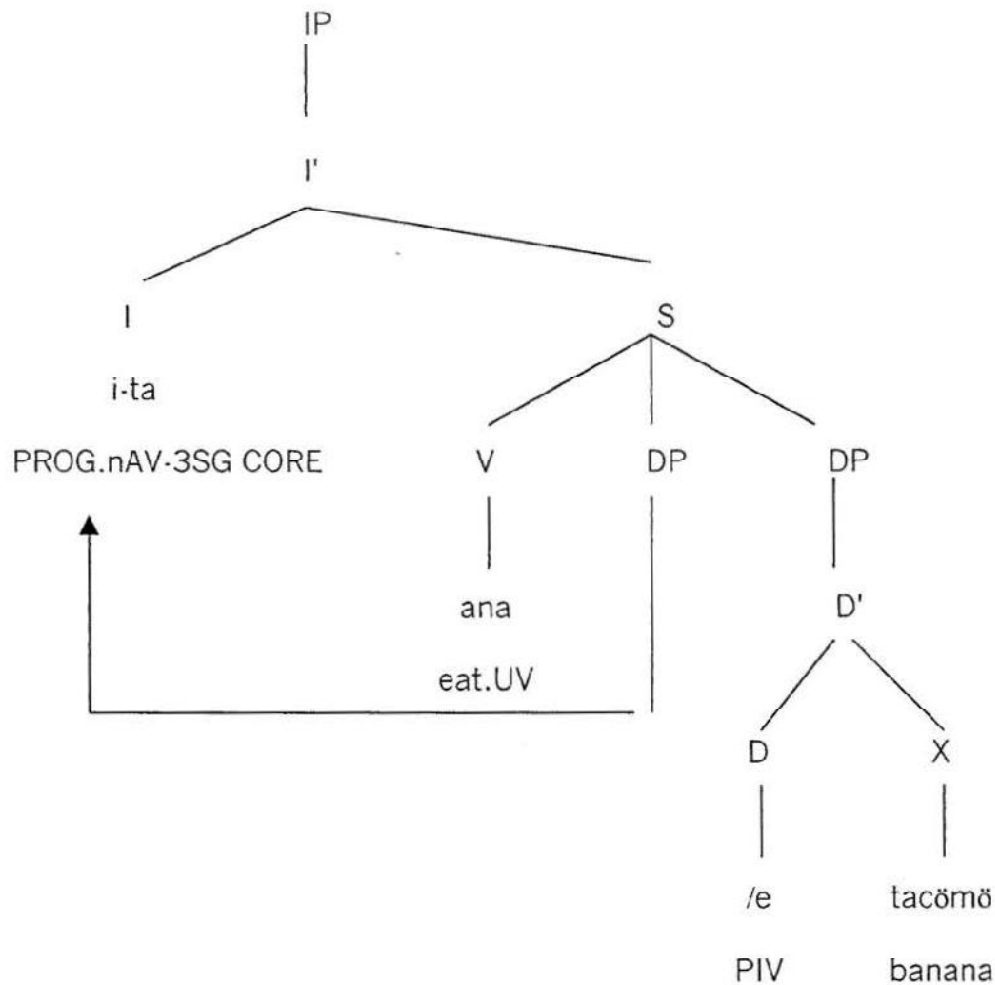 IP
I'
I S
i-ta
PROG.nAV-3SG CORE V DP DP
ana D'
eat.UV
D X
/e tacömö
PIV banana